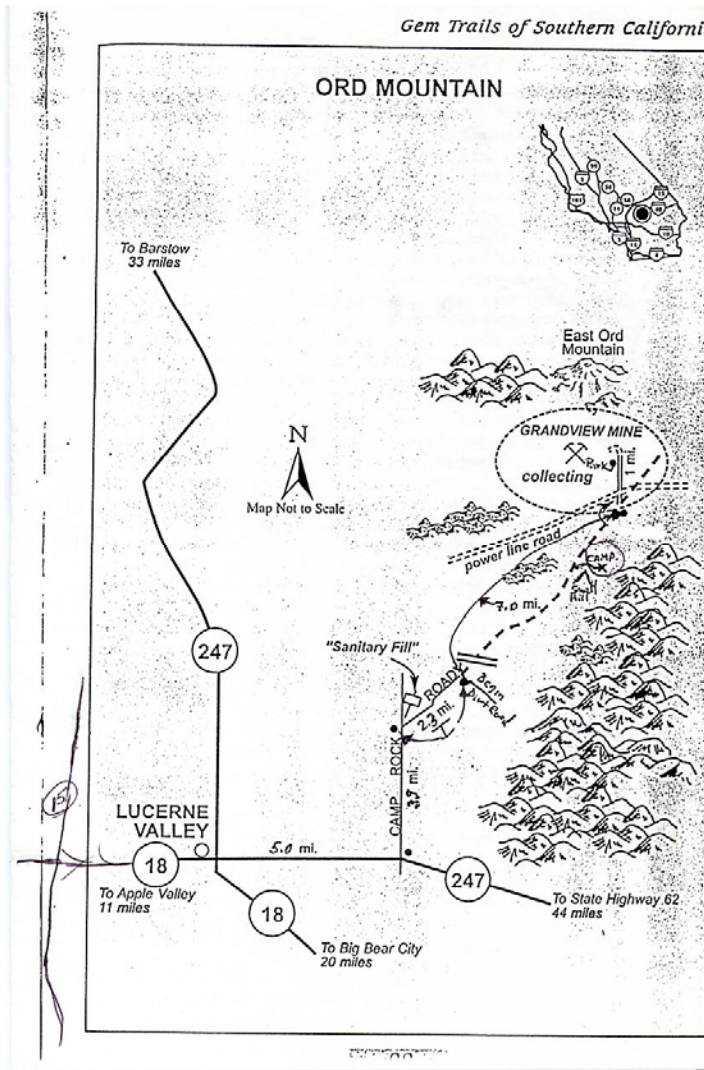 Gem Trails of Southern Californi
ORD MOUNTAIN
To Barstow
33 miles
East Ord
Mountain
GRANDVIEW MINE
Park
collecting
1 mi.
N
Map Not to Scale
power line road
CAMP
7.0 mi.
247
"Sanitary Fill"
CAMP ROCK ROAD
Begin
Dirt Road
2.3 mi.
3.9 mi.
15
LUCERNE
VALLEY
18
5.0 mi.
To Apple Valley
11 miles
247
To State Highway 62
44 miles
18
To Big Bear City
20 miles